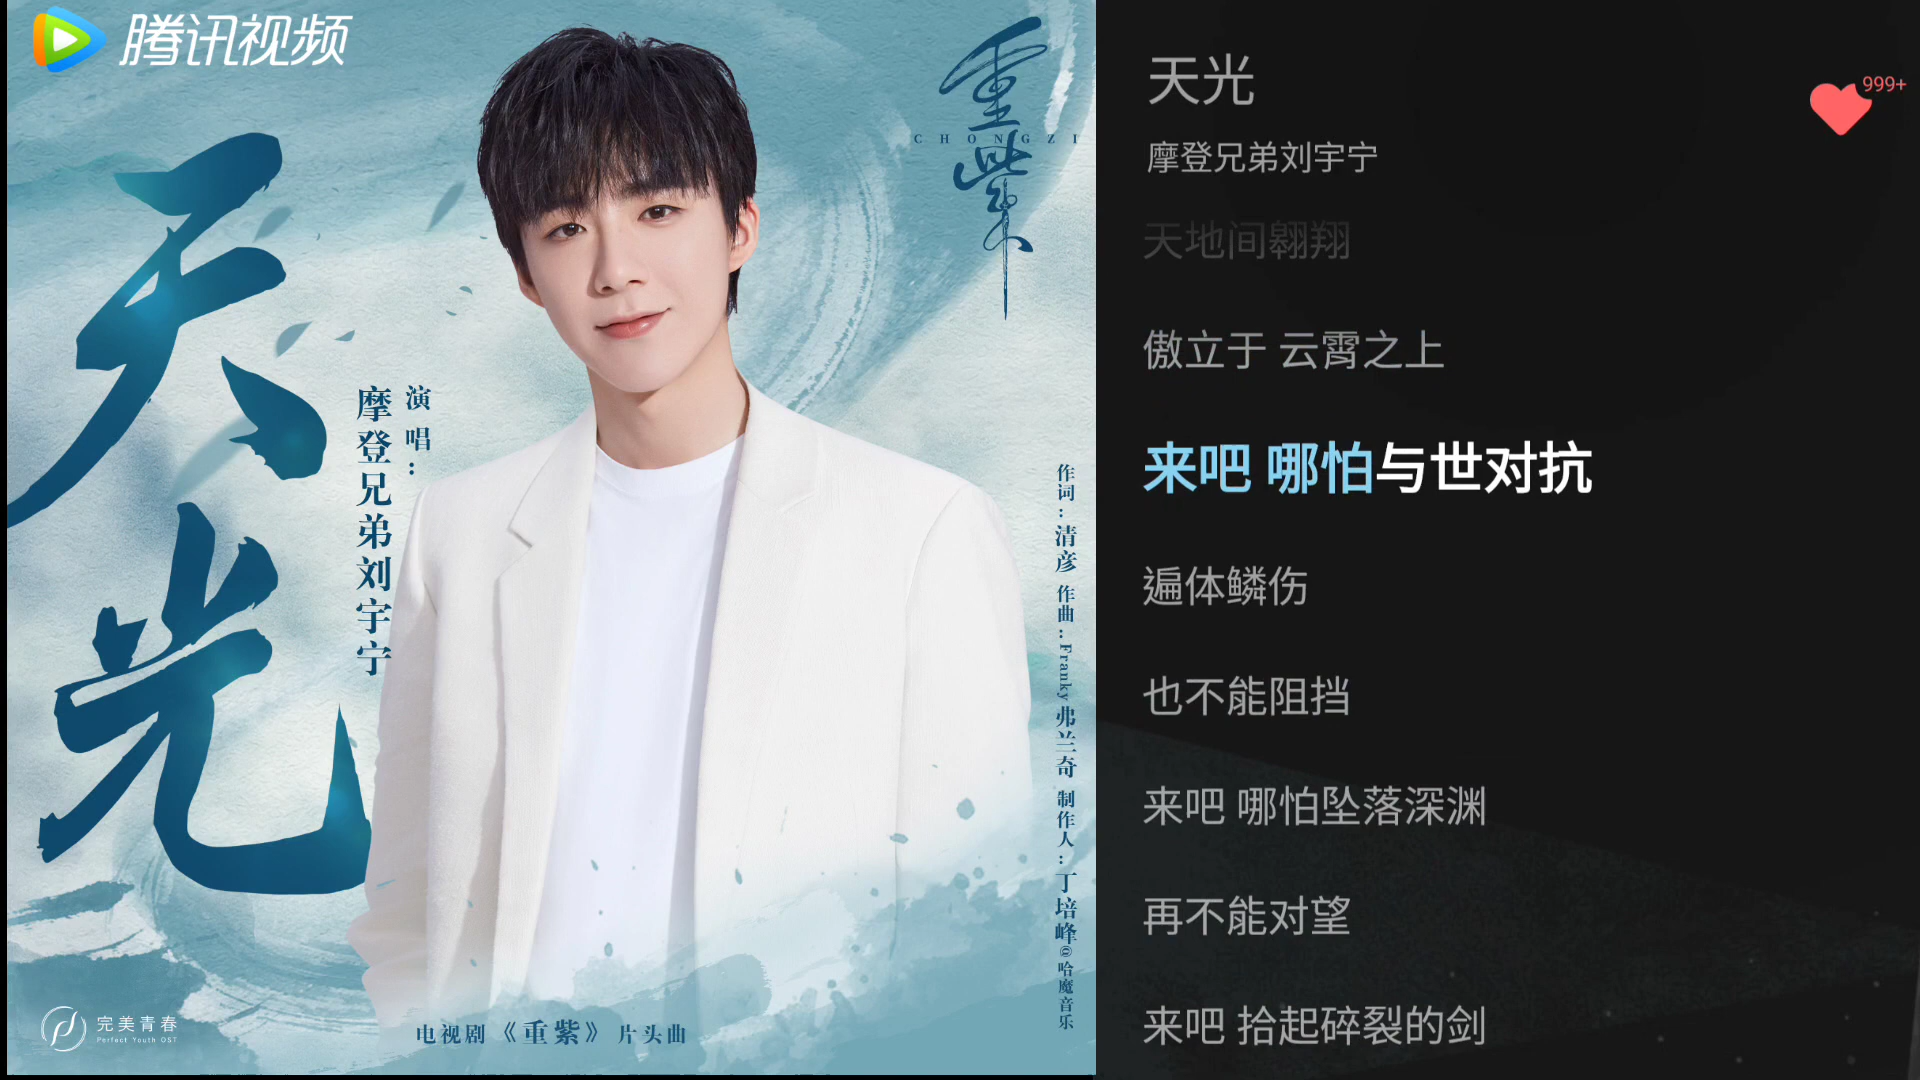 腾讯视频
重紫
CHONGZI
天光
演唱：
摩登兄弟刘宇宁
作词：清彦 作曲：Franky弗兰奇 制作人：丁培峰@哈魔音乐
完美青春
Perfect Youth OST
电视剧《重紫》片头曲
天光
999+
摩登兄弟刘宇宁
天地间翱翔
傲立于 云霄之上
来吧 哪怕与世对抗
遍体鳞伤
也不能阻挡
来吧 哪怕坠落深渊
再不能对望
来吧 拾起碎裂的剑